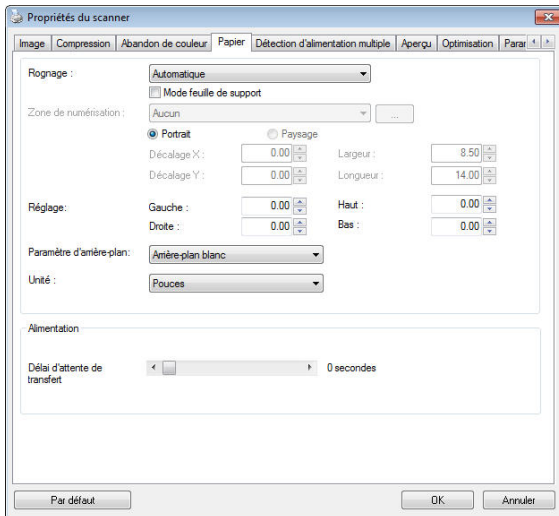 Propriétés du scanner
Image Compression Abandon de couleur Papier Détection d'alimentation multiple Aperçu Optimisation Parar
Rognage : Automatique
Mode feuille de support
Zone de numérisation : Aucun ...
Portrait Paysage
Décalage X : 0.00 Largeur : 8.50
Décalage Y : 0.00 Longueur : 14.00
Réglage: Gauche : 0.00 Haut : 0.00
Droite : 0.00 Bas : 0.00
Paramètre d'arrière-plan: Arrière-plan blanc
Unité : Pouces
Alimentation
Délai d'attente de 0 secondes
transfert
Par défaut OK Annuler